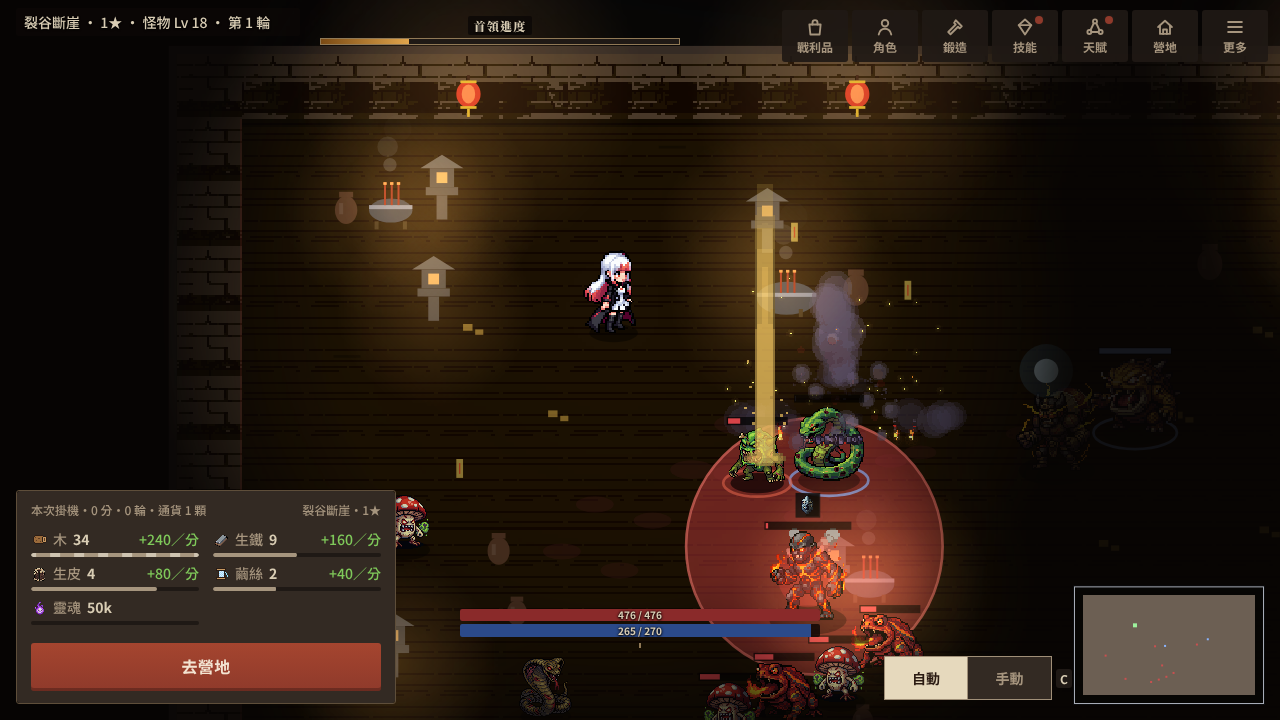 裂谷斷崖・1★・怪物 Lv 18・第 1 輪
首領進度
戰利品
角色
鍛造
技能
天賦
營地
更多
本次掛機・0 分・0 輪・通貨 1 顆
裂谷斷崖・1★
木 34 +240／分
生鐵 9 +160／分
生皮 4 +80／分
繭絲 2 +40／分
靈魂 50k
去營地
476 / 476
265 / 270
自動
手動
C